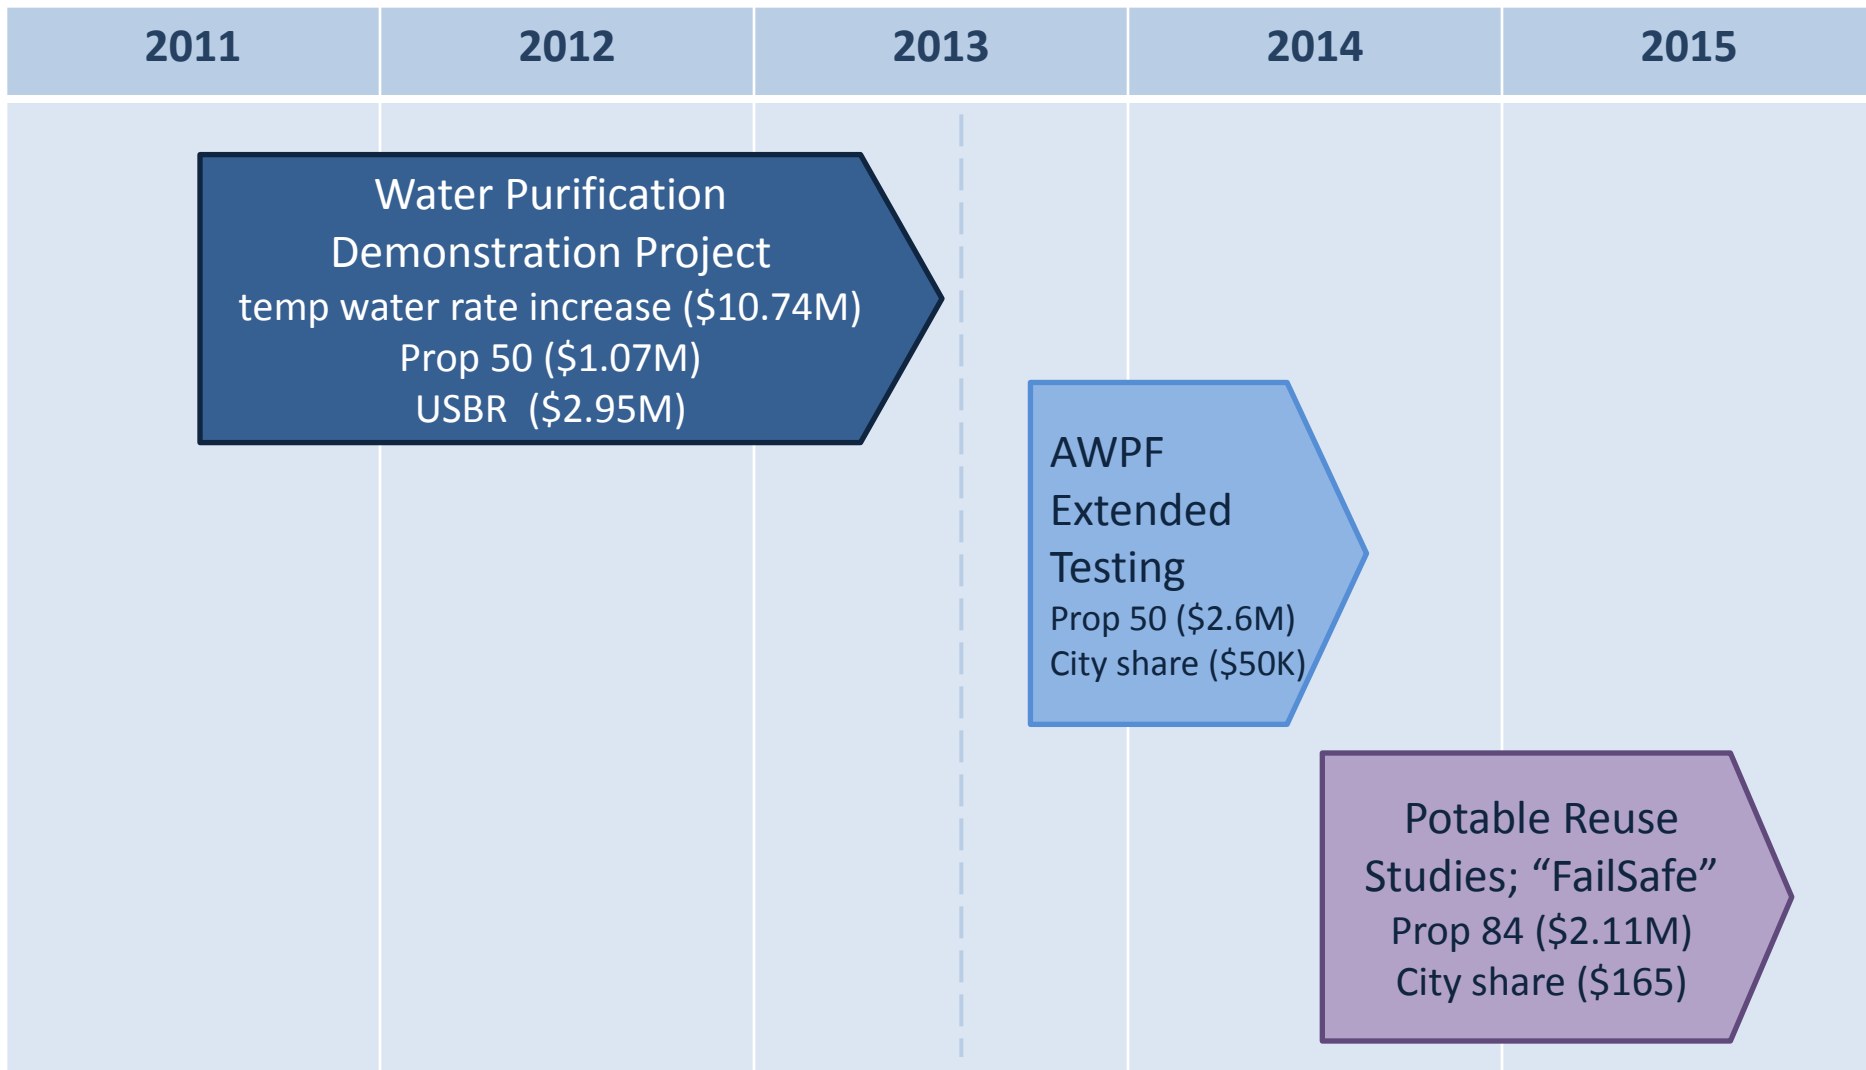 2011 2012 2013 2014 2015
Water Purification
Demonstration Project
temp water rate increase ($10.74M)
Prop 50 ($1.07M)
USBR  ($2.95M)
AWPF
Extended
Testing
Prop 50 ($2.6M)
City share ($50K)
Potable Reuse
Studies; “FailSafe”
Prop 84 ($2.11M)
City share ($165)